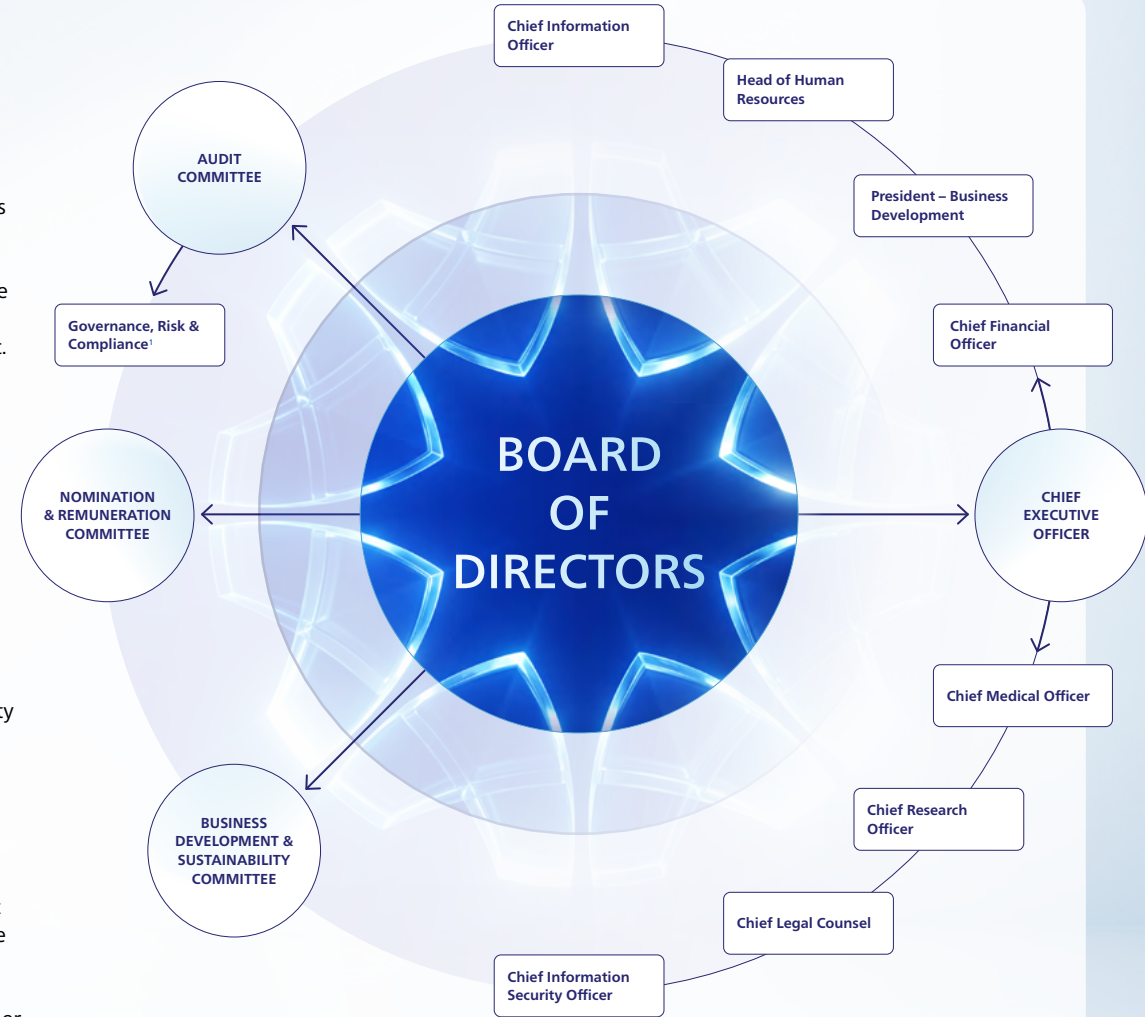 Chief Information
Officer
Head of Human
Resources
AUDIT
COMMITTEE
President – Business
Development
Governance, Risk &
Compliance¹
Chief Financial
Officer
BOARD
OF
DIRECTORS
NOMINATION
& REMUNERATION
COMMITTEE
CHIEF
EXECUTIVE
OFFICER
Chief Medical Officer
BUSINESS
DEVELOPMENT &
SUSTAINABILITY
COMMITTEE
Chief Research
Officer
Chief Legal Counsel
Chief Information
Security Officer